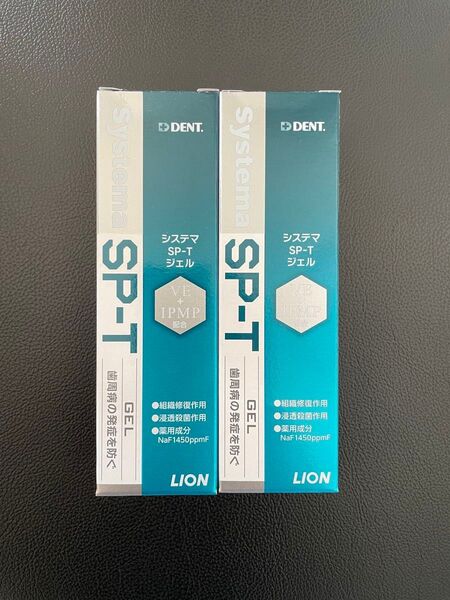 DENT.
Systema
SP-T
システマ
SP-T
ジェル
VE
+
IPMP
配合
GEL
歯周病の発症を防ぐ
●組織修復作用
●浸透殺菌作用
●薬用成分
NaF1450ppmF
LION
DENT.
Systema
SP-T
システマ
SP-T
ジェル
VE
IPMP
GEL
歯周病の発症を防ぐ
●組織修復作用
●浸透殺菌作用
●薬用成分
NaF1450ppmF
LION